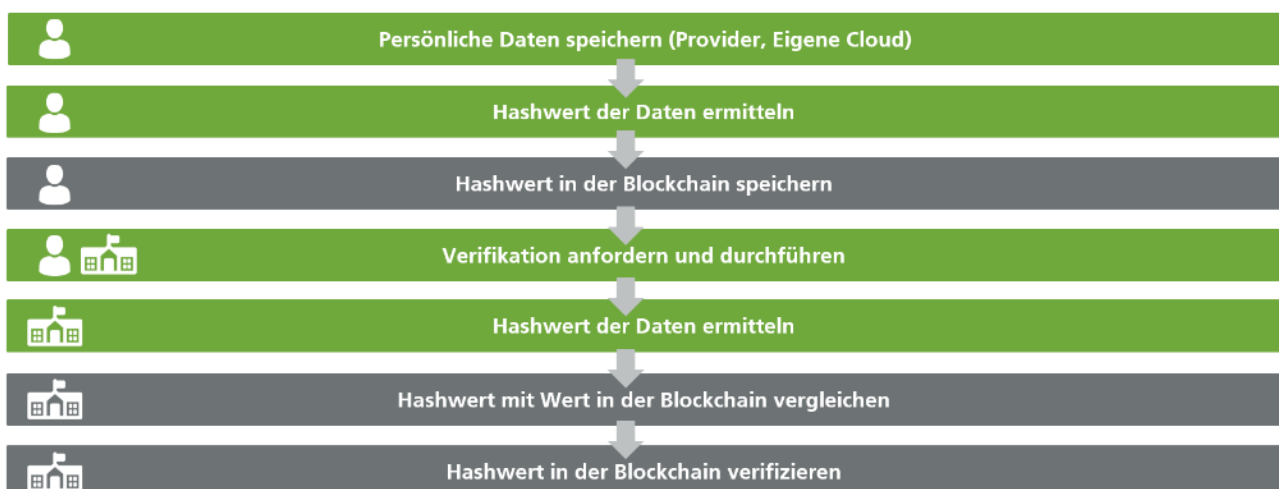 Persönliche Daten speichern (Provider, Eigene Cloud)
Hashwert der Daten ermitteln
Hashwert in der Blockchain speichern
Verifikation anfordern und durchführen
Hashwert der Daten ermitteln
Hashwert mit Wert in der Blockchain vergleichen
Hashwert in der Blockchain verifizieren